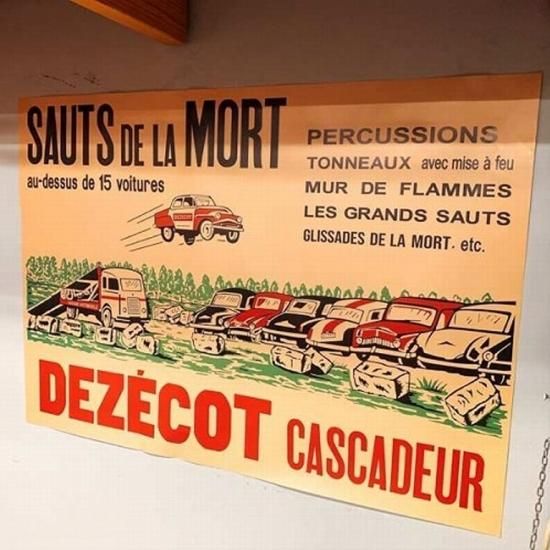 SAUTS DE LA MORT
au-dessus de 15 voitures
PERCUSSIONS
TONNEAUX avec mise à feu
MUR DE FLAMMES
LES GRANDS SAUTS
GLISSADES DE LA MORT. etc.
DEZÉCOT
DEZÉCOT CASCADEUR